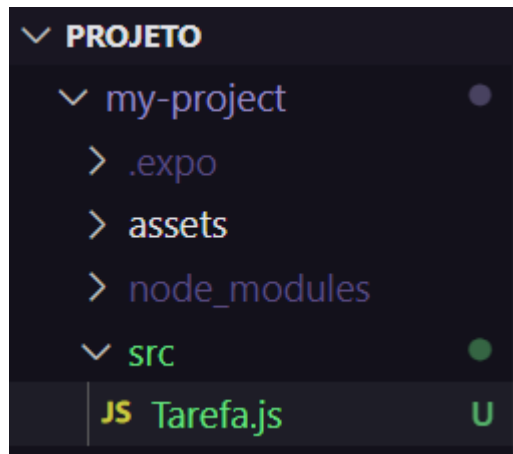 PROJETO
my-project
.expo
assets
node_modules
src
JS Tarefa.js U